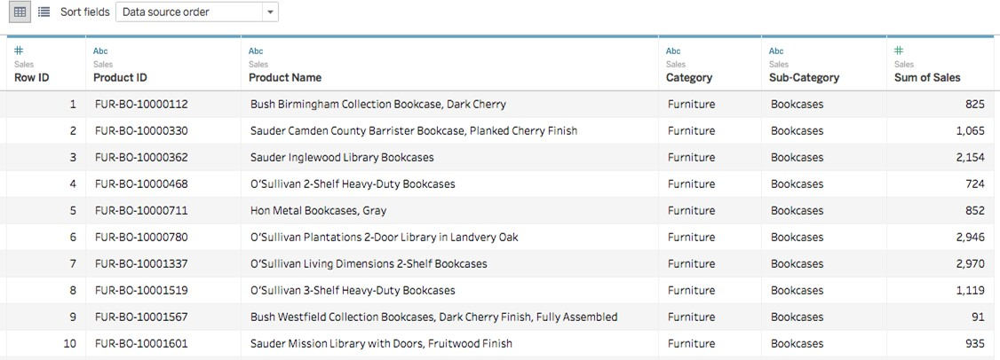 Sort fields Data source order
# Abc Abc Abc Abc #
Sales Sales Sales Sales Sales Sales
Row ID Product ID Product Name Category Sub-Category Sum of Sales
1 FUR-BO-10000112 Bush Birmingham Collection Bookcase, Dark Cherry Furniture Bookcases 825
2 FUR-BO-10000330 Sauder Camden County Barrister Bookcase, Planked Cherry Finish Furniture Bookcases 1,065
3 FUR-BO-10000362 Sauder Inglewood Library Bookcases Furniture Bookcases 2,154
4 FUR-BO-10000468 O'Sullivan 2-Shelf Heavy-Duty Bookcases Furniture Bookcases 724
5 FUR-BO-10000711 Hon Metal Bookcases, Gray Furniture Bookcases 852
6 FUR-BO-10000780 O'Sullivan Plantations 2-Door Library in Landvery Oak Furniture Bookcases 2,946
7 FUR-BO-10001337 O'Sullivan Living Dimensions 2-Shelf Bookcases Furniture Bookcases 2,970
8 FUR-BO-10001519 O'Sullivan 3-Shelf Heavy-Duty Bookcases Furniture Bookcases 1,119
9 FUR-BO-10001567 Bush Westfield Collection Bookcases, Dark Cherry Finish, Fully Assembled Furniture Bookcases 91
10 FUR-BO-10001601 Sauder Mission Library with Doors, Fruitwood Finish Furniture Bookcases 935